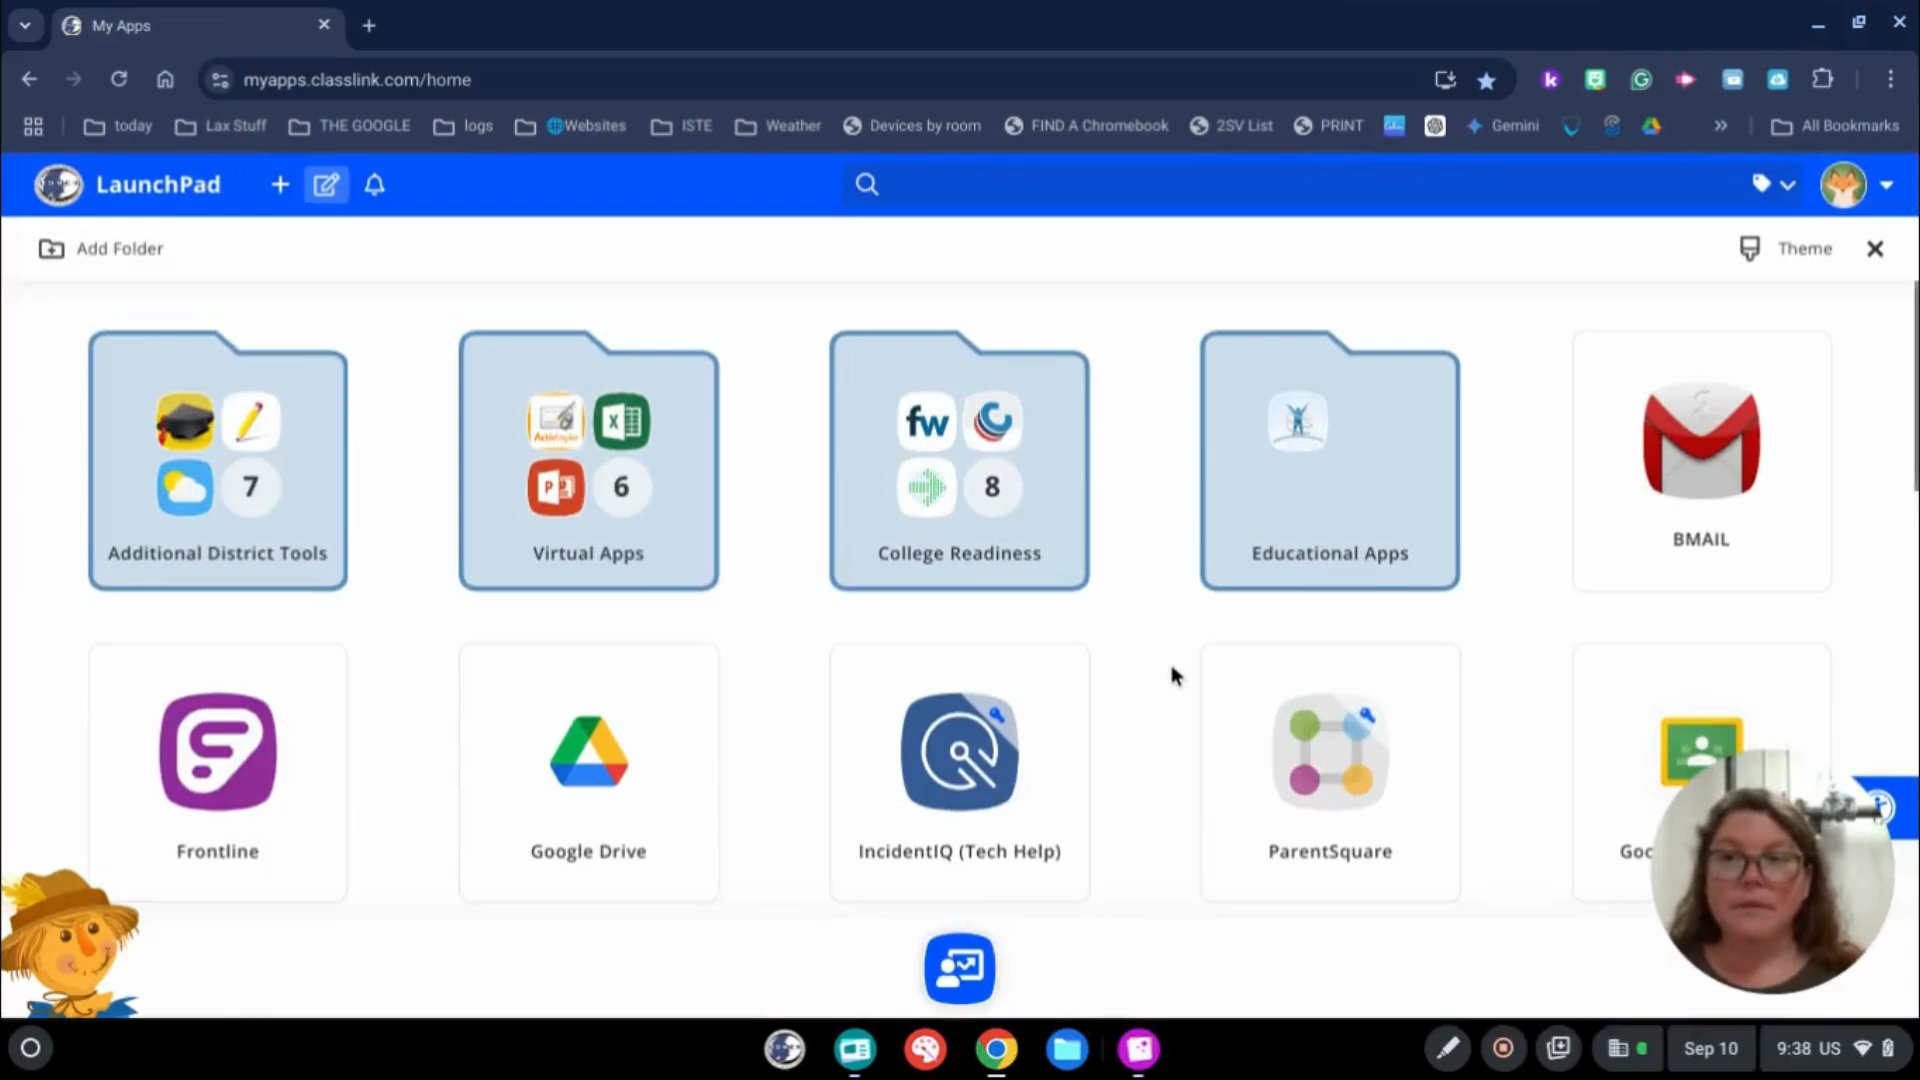 My Apps
myapps.classlink.com/home
today Lax Stuff THE GOOGLE logs Websites ISTE Weather Devices by room FIND A Chromebook 2SV List PRINT Gemini All Bookmarks
LaunchPad
Add Folder Theme
7 6 8
Additional District Tools Virtual Apps College Readiness Educational Apps BMAIL
Frontline Google Drive IncidentIQ (Tech Help) ParentSquare
Sep 10 9:38 US